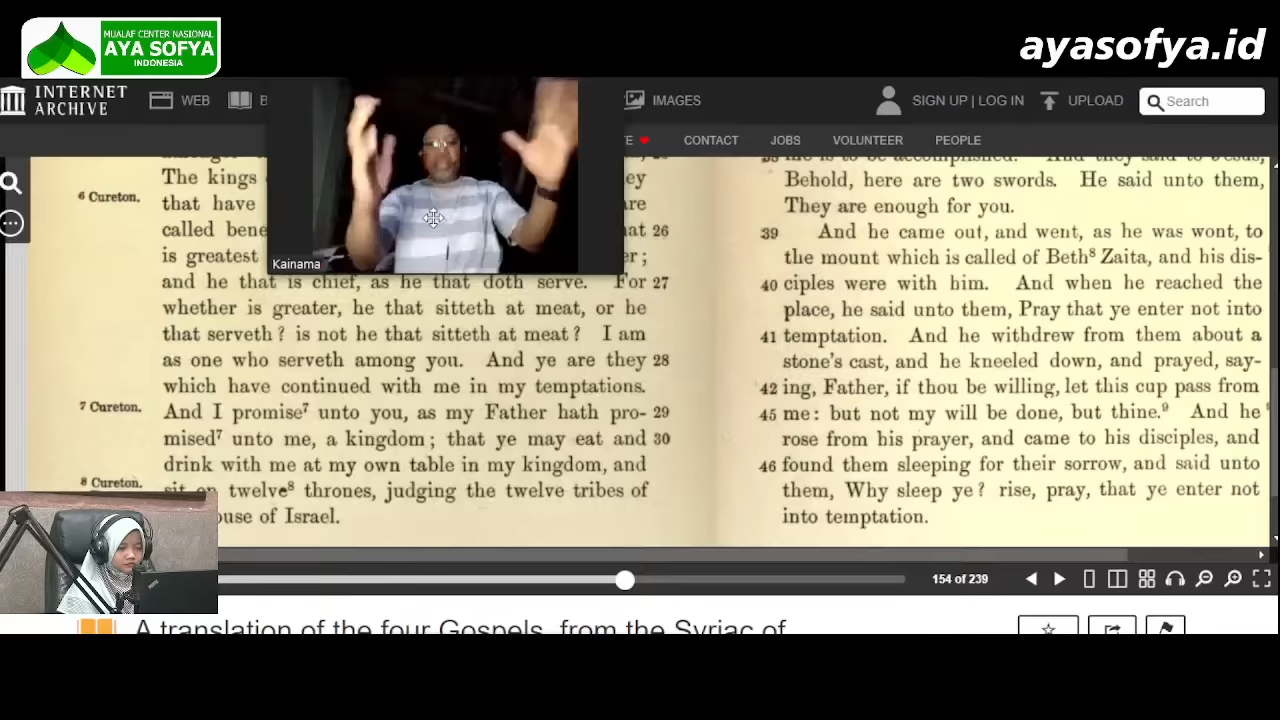 MUALAF CENTER NASIONAL
AYA SOFYA
INDONESIA
ayasofya.id
INTERNET
ARCHIVE
WEB
B
IMAGES
SIGN UP | LOG IN
UPLOAD
Search
CONTACT
JOBS
VOLUNTEER
PEOPLE
6 Cureton.
The kings
that have
called bene
is greatest
Kainama
26
er;
and he that is chief, as he that doth serve. For 27
whether is greater, he that sitteth at meat, or he
that serveth? is not he that sitteth at meat? I am
as one who serveth among you. And ye are they 28
which have continued with me in my temptations.
7 Cureton.
And I promise⁷ unto you, as my Father hath pro- 29
mised⁷ unto me, a kingdom; that ye may eat and 30
drink with me at my own table in my kingdom, and
8 Cureton.
sit on twelve⁸ thrones, judging the twelve tribes of
ouse of Israel.
me is to be accomplished. And they said to Jesus,
Behold, here are two swords. He said unto them,
They are enough for you.
39 And he came out, and went, as he was wont, to
the mount which is called of Beth⁸ Zaita, and his dis-
40 ciples were with him. And when he reached the
place, he said unto them, Pray that ye enter not into
41 temptation. And he withdrew from them about a
stone's cast, and he kneeled down, and prayed, say-
42 ing, Father, if thou be willing, let this cup pass from
45 me: but not my will be done, but thine.⁹ And he
rose from his prayer, and came to his disciples, and
46 found them sleeping for their sorrow, and said unto
them, Why sleep ye? rise, pray, that ye enter not
into temptation.
154 of 239
A translation of the four Gospels, from the Syriac of